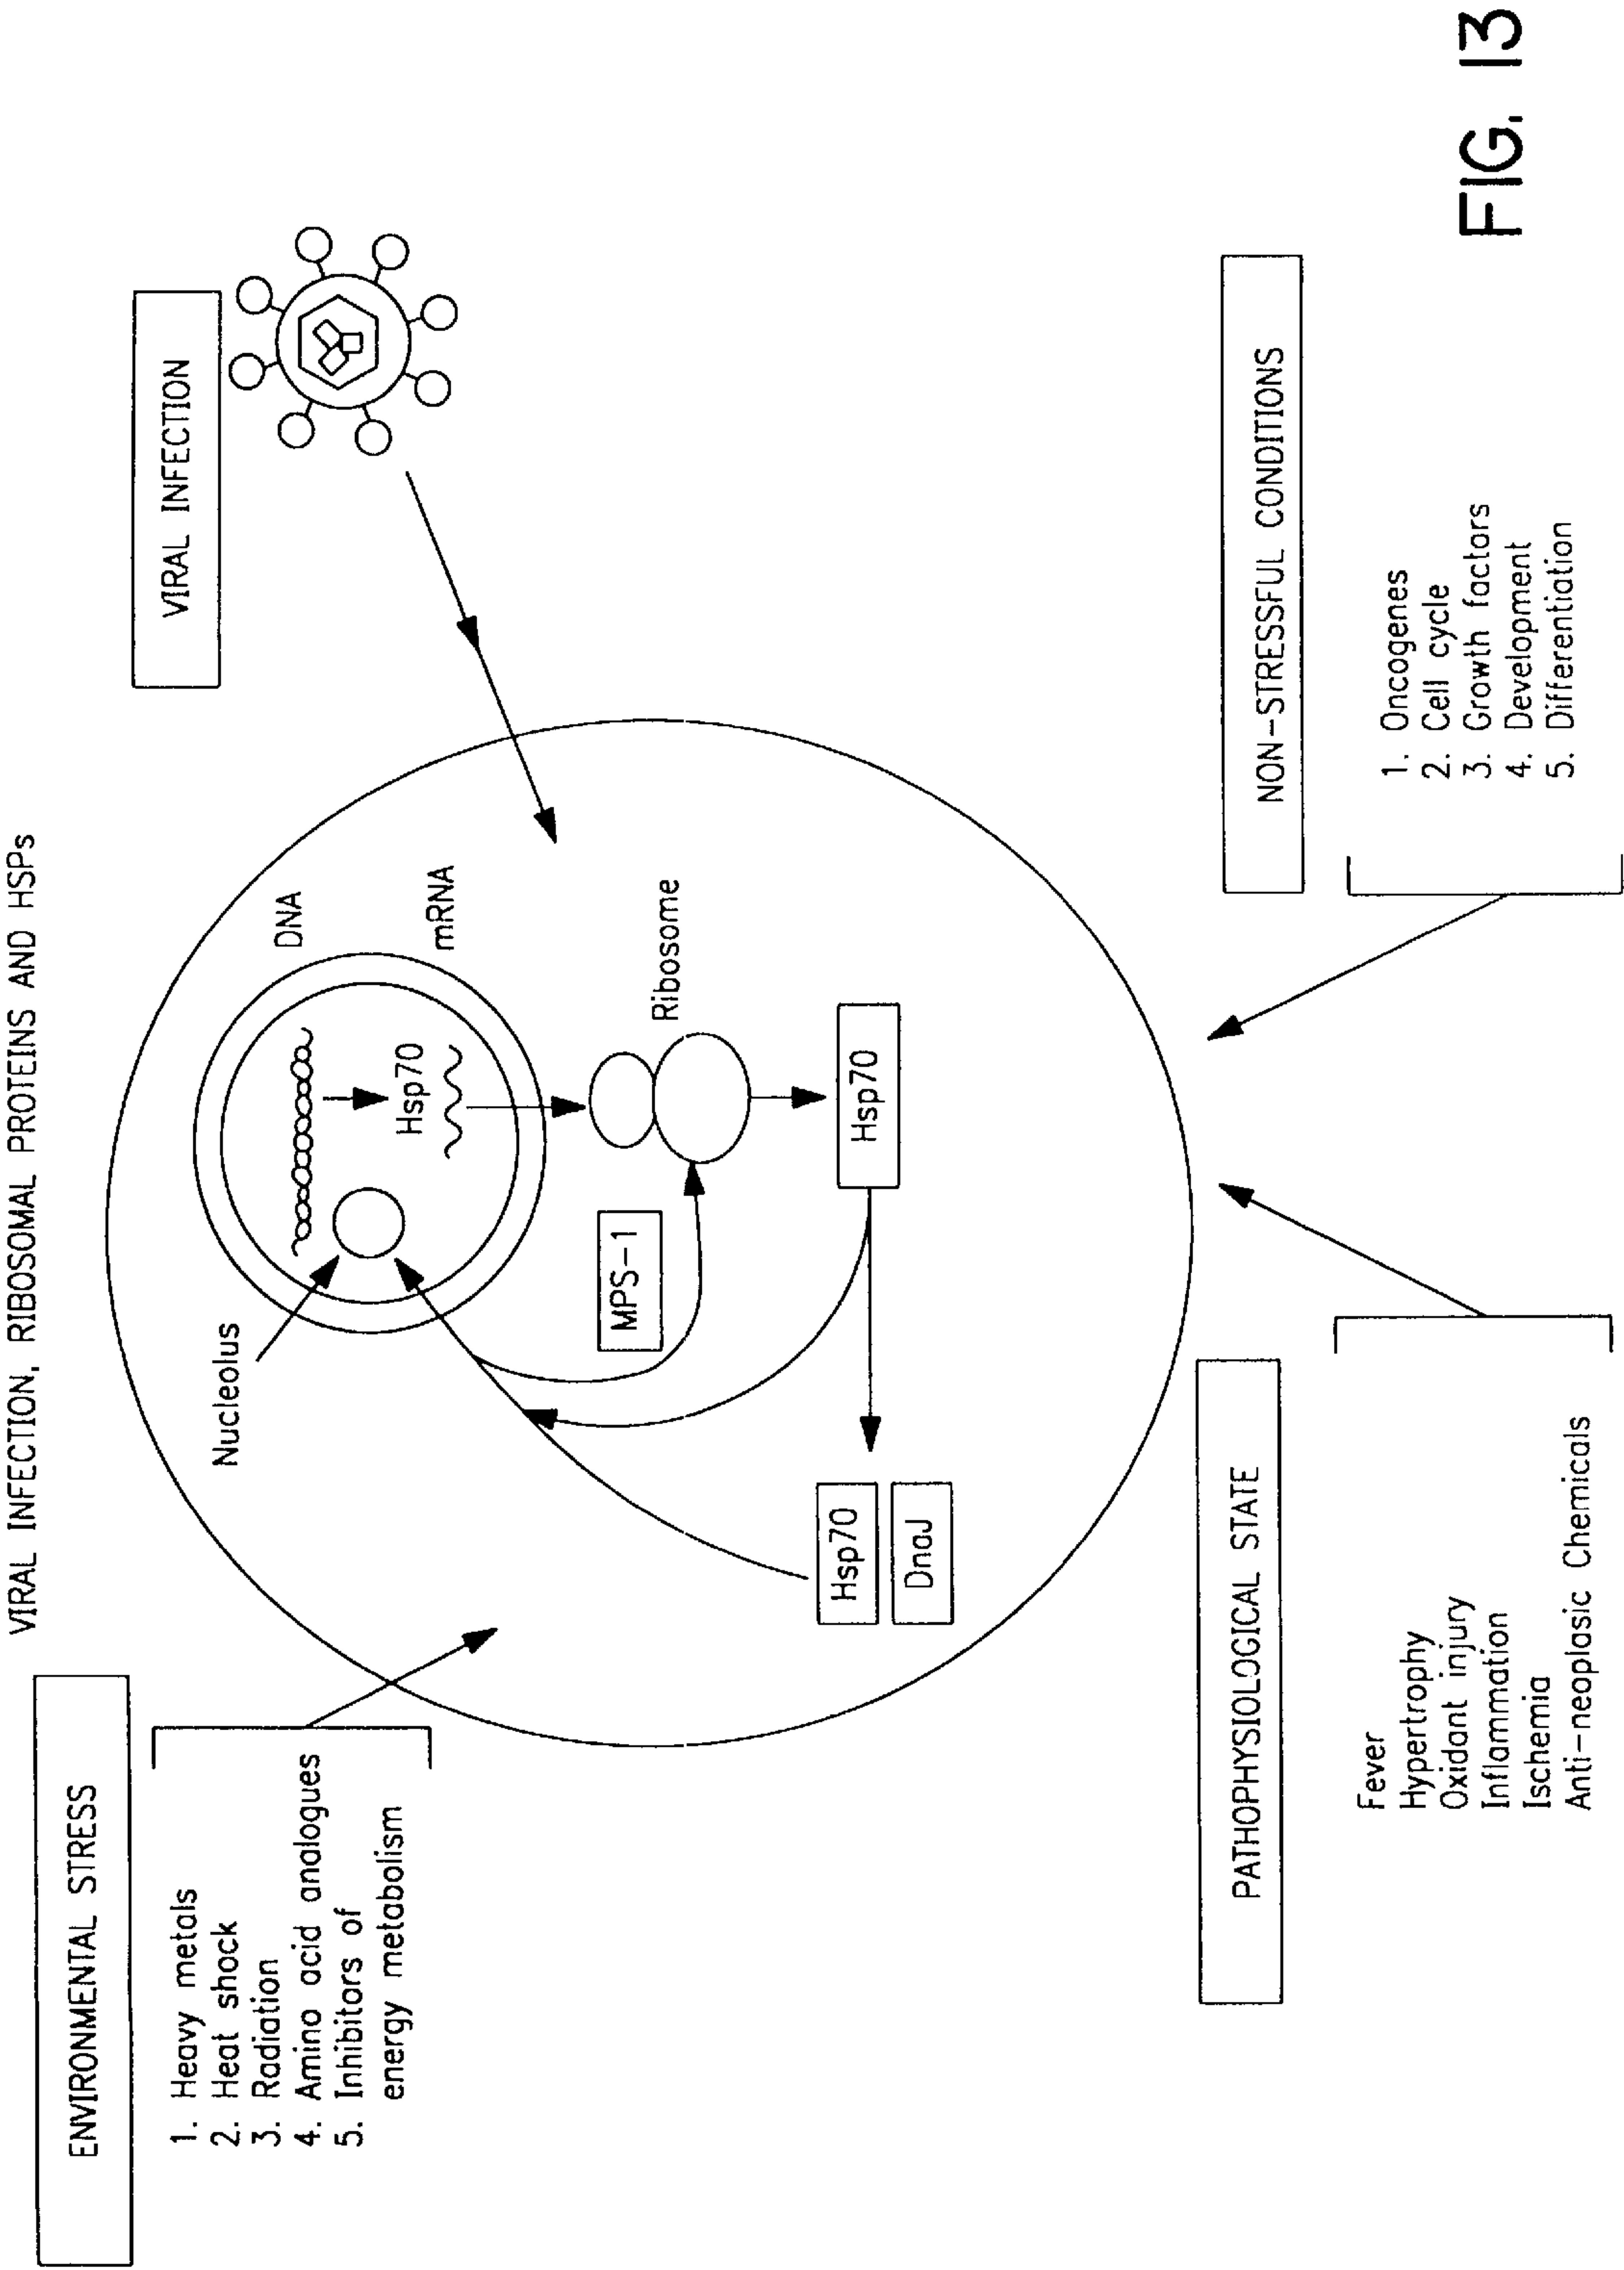 VIRAL INFECTION, RIBOSOMAL PROTEINS AND HSPs
ENVIRONMENTAL STRESS
1. Heavy metals
2. Heat shock
3. Radiation
4. Amino acid analogues
5. Inhibitors of
energy metabolism
VIRAL INFECTION
Nucleolus
DNA
Hsp70
mRNA
MPS-1
Ribosome
Hsp70
Hsp70
DnaJ
PATHOPHYSIOLOGICAL STATE
Fever
Hypertrophy
Oxidant injury
Inflammation
Ischemia
Anti-neoplasic Chemicals
NON-STRESSFUL CONDITIONS
1. Oncogenes
2. Cell cycle
3. Growth factors
4. Development
5. Differentiation
FIG. 13